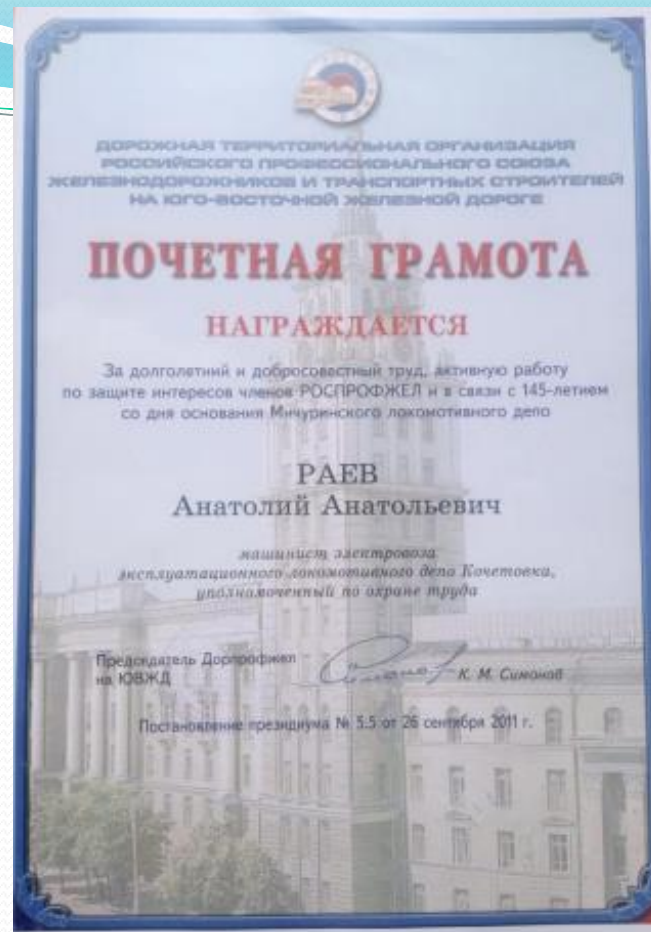 ДОРОЖНАЯ ТЕРРИТОРИАЛЬНАЯ ОРГАНИЗАЦИЯ
РОССИЙСКОГО ПРОФЕССИОНАЛЬНОГО СОЮЗА
ЖЕЛЕЗНОДОРОЖНИКОВ И ТРАНСПОРТНЫХ СТРОИТЕЛЕЙ
НА ЮГО-ВОСТОЧНОЙ ЖЕЛЕЗНОЙ ДОРОГЕ
ПОЧЕТНАЯ ГРАМОТА
НАГРАЖДАЕТСЯ
За долголетний и добросовестный труд, активную работу
по защите интересов членов РОСПРОФЖЕЛ и в связи с 145-летием
со дня основания Мичуринского локомотивного депо
РАЕВ
Анатолий Анатольевич
машинист электровоза
эксплуатационного локомотивного депо Кочетовка,
уполномоченный по охране труда
Председатель Дорпрофжел
на ЮВЖД
К. М. Симонов
Постановление президиума № 5.5 от 26 сентября 2011 г.